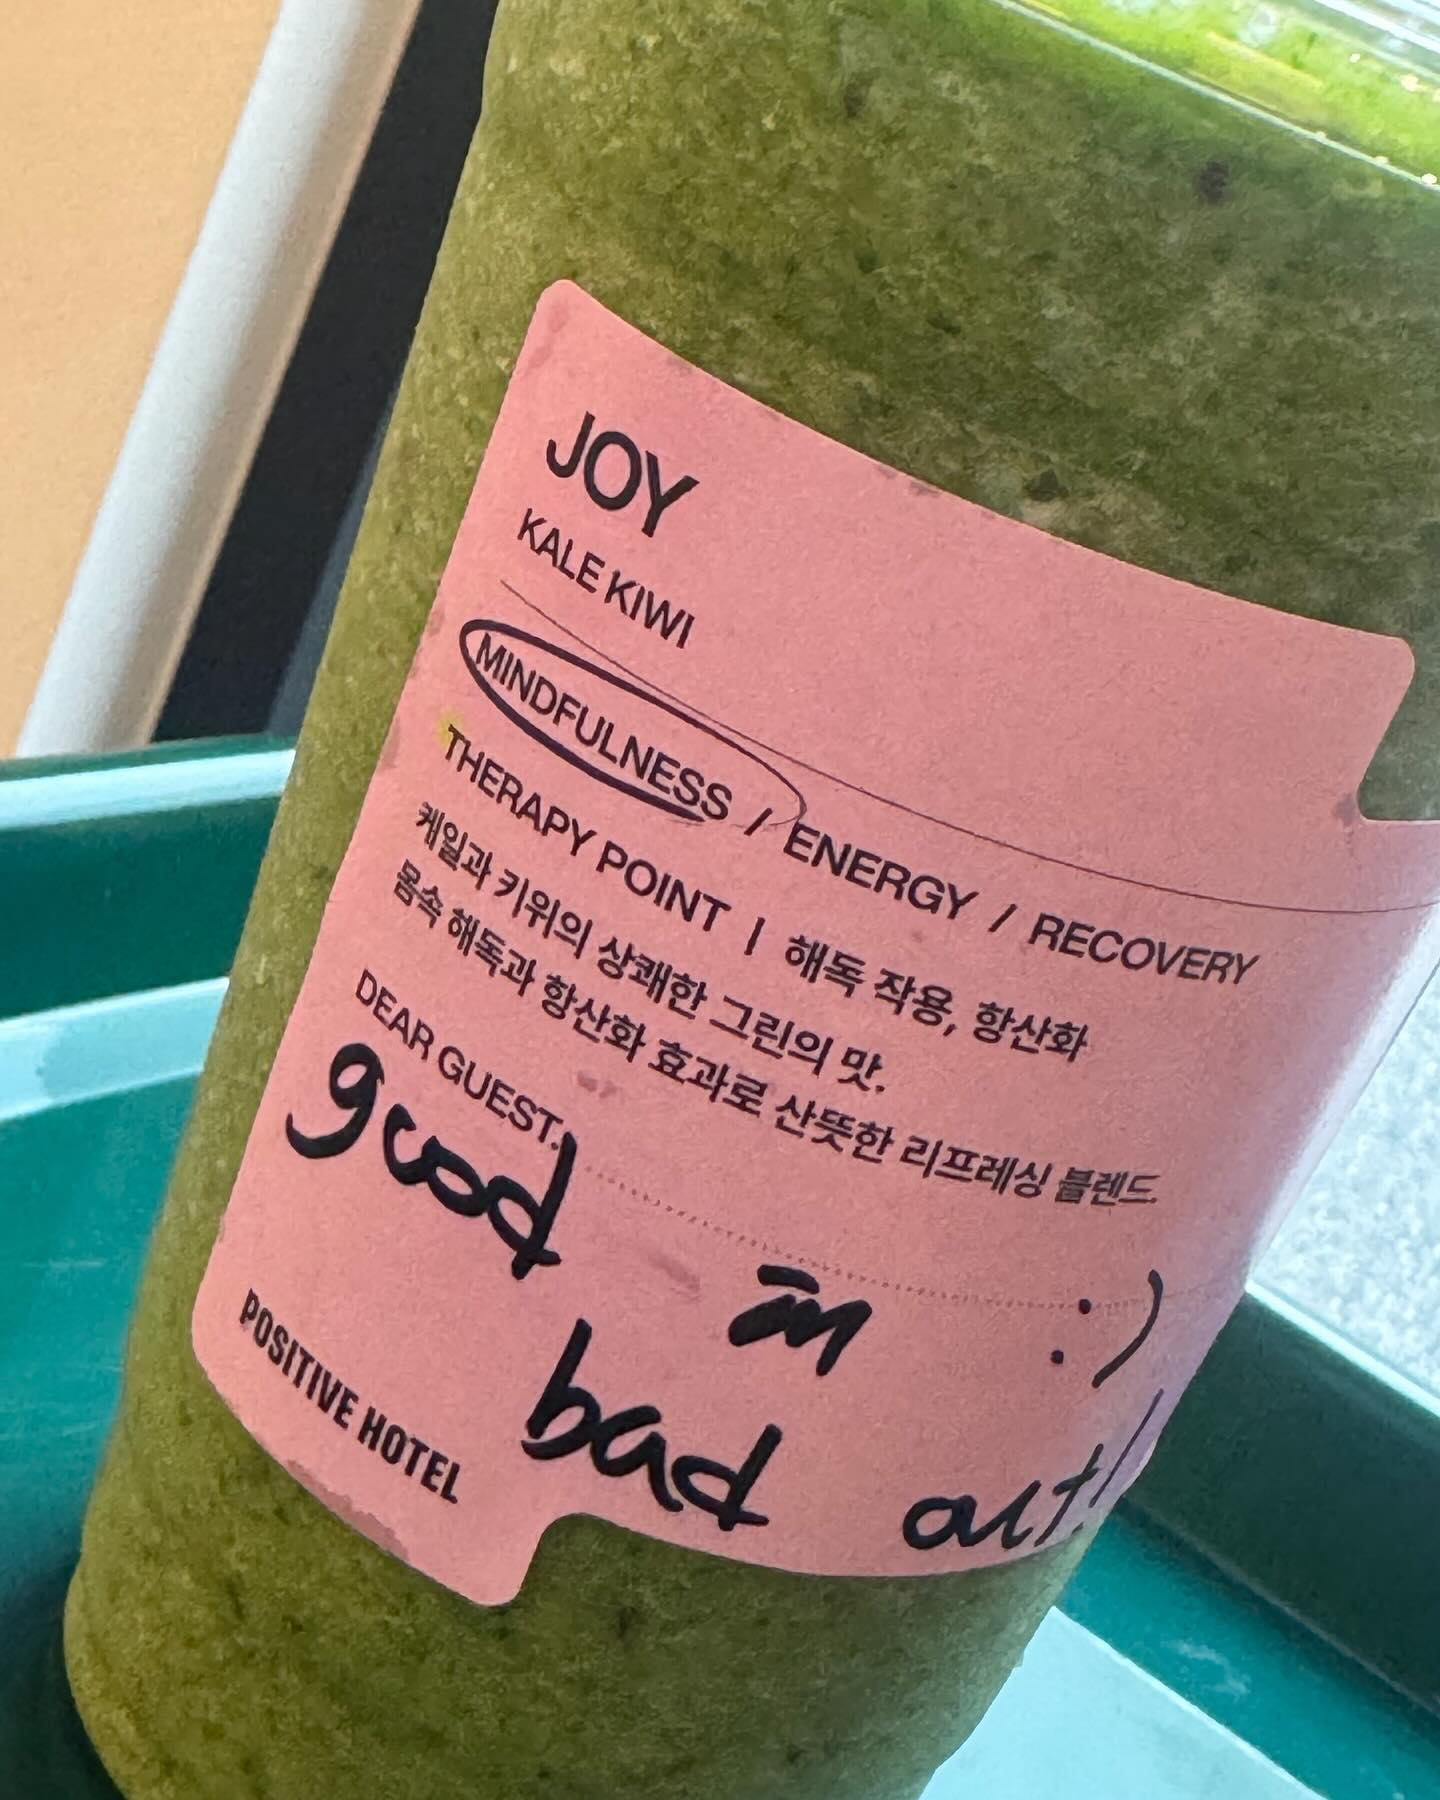 JOY
KALE KIWI
MINDFULNESS / ENERGY / RECOVERY
THERAPY POINT | 해독 작용, 항산화
케일과 키위의 상쾌한 그린의 맛.
몸속 해독과 항산화 효과로 산뜻한 리프레싱 블렌드.
DEAR GUEST.
good in :)
bad out!
POSITIVE HOTEL